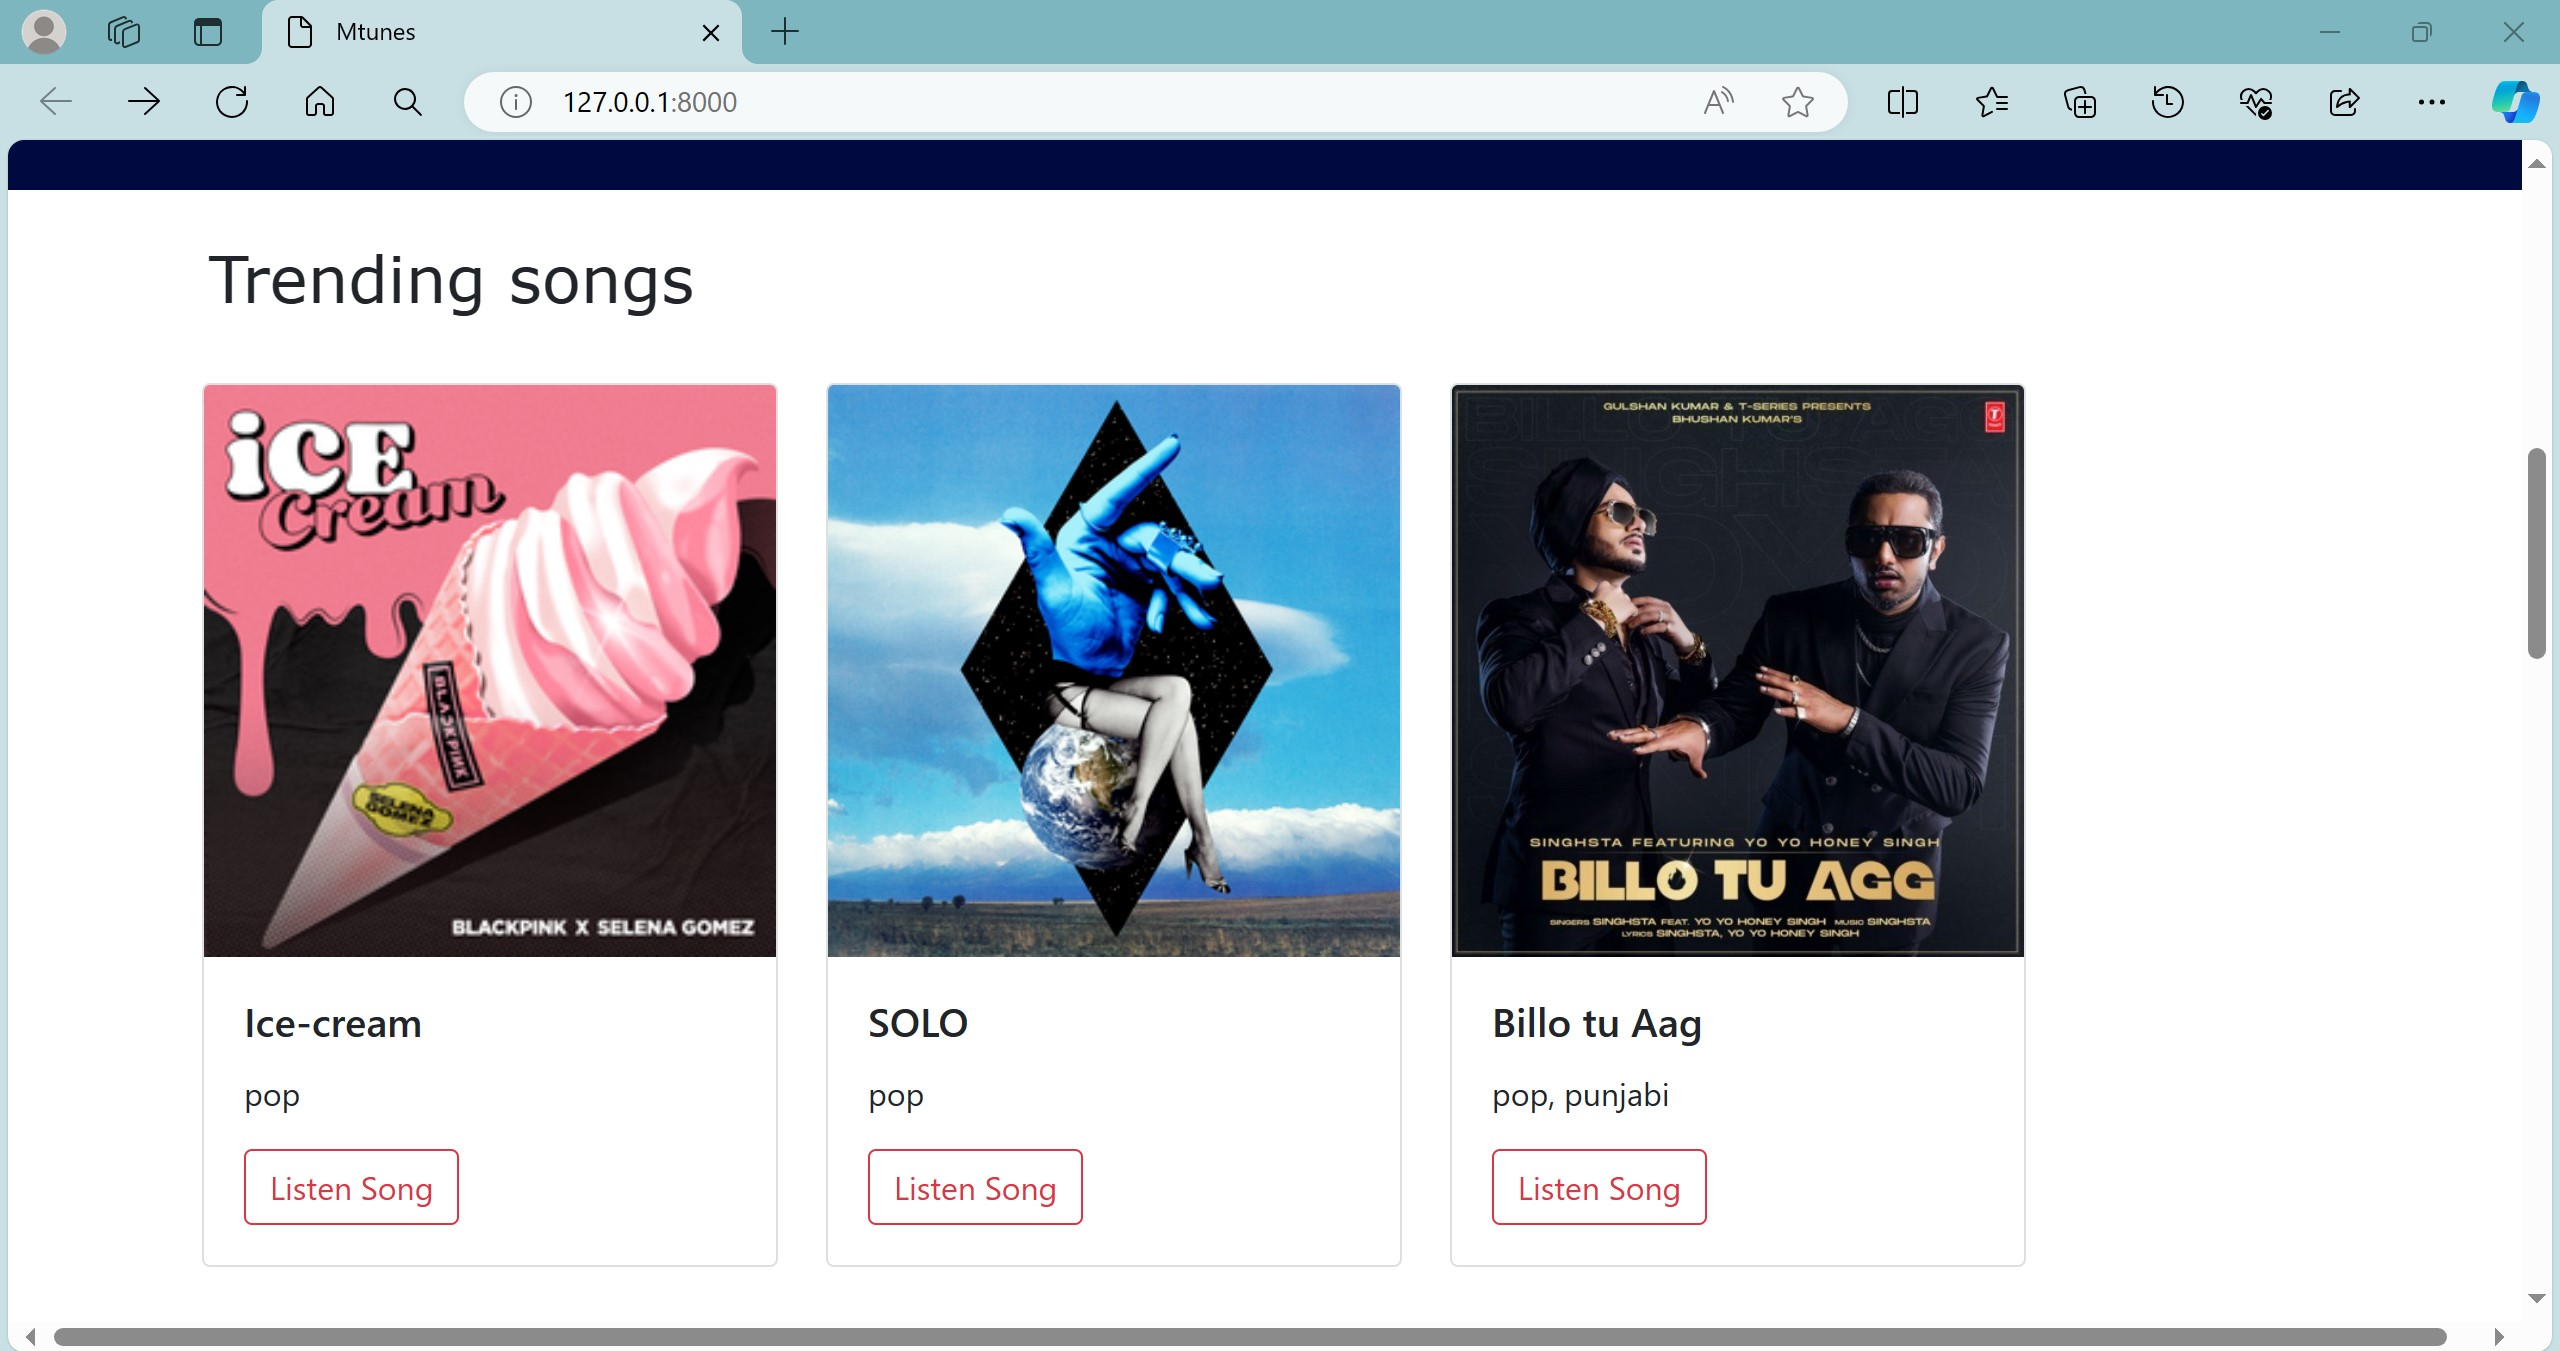 Mtunes
127.0.0.1:8000
Trending songs
iCE
Cream
BLACKPINK
SELENA
GOMEZ
BLACKPINK X SELENA GOMEZ
Ice-cream
pop
Listen Song
SOLO
pop
Listen Song
GULSHAN KUMAR & T-SERIES PRESENTS
BHUSHAN KUMAR'S
SINGHSTA FEATURING YO YO HONEY SINGH
BILLO TU AGG
SINGERS SINGHSTA FEAT. YO YO HONEY SINGH MUSIC SINGHSTA
LYRICS SINGHSTA, YO YO HONEY SINGH
Billo tu Aag
pop, punjabi
Listen Song